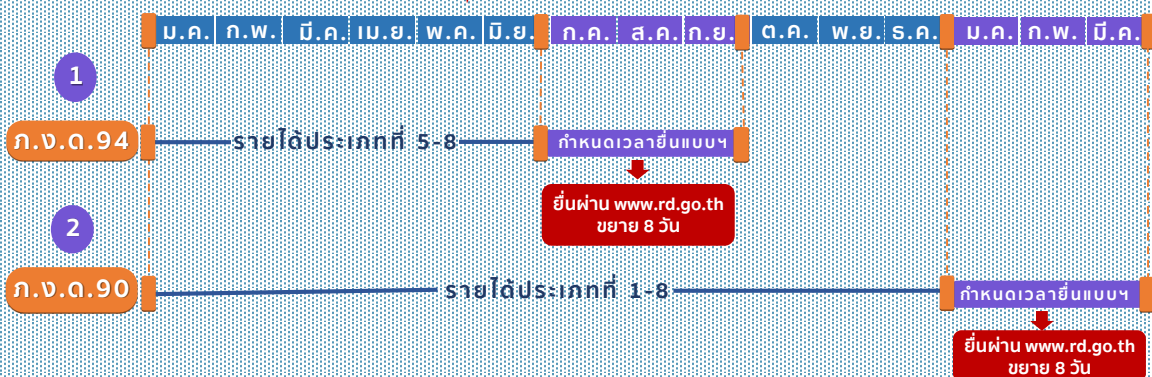 ม.ค. ก.พ. มี.ค. เม.ย. พ.ค. มิ.ย. ก.ค. ส.ค. ก.ย. ต.ค. พ.ย. ธ.ค. ม.ค. ก.พ. มี.ค.
1
ภ.ง.ด.94 รายได้ประเภทที่ 5-8 กำหนดเวลายื่นแบบฯ
ยื่นผ่าน www.rd.go.th
ขยาย 8 วัน
2
ภ.ง.ด.90 รายได้ประเภทที่ 1-8 กำหนดเวลายื่นแบบฯ
ยื่นผ่าน www.rd.go.th
ขยาย 8 วัน